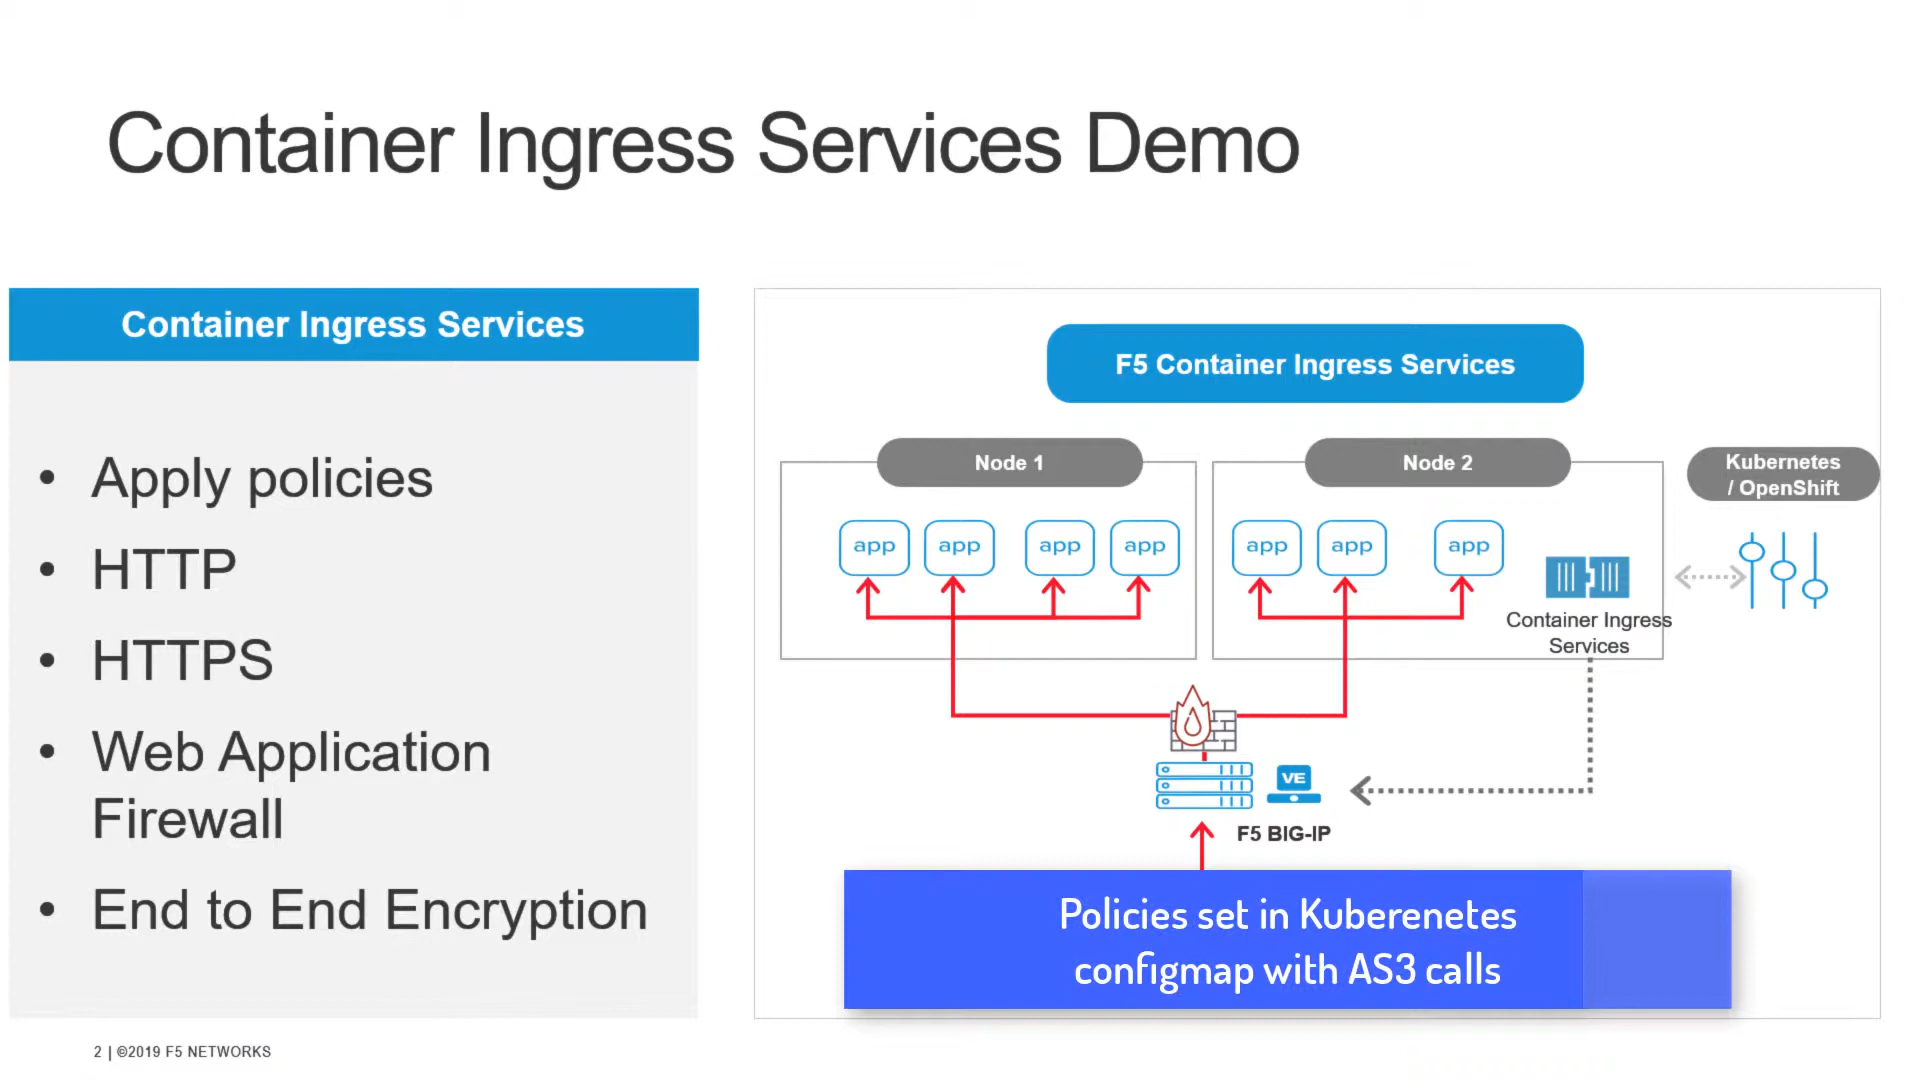 Container Ingress Services Demo
Container Ingress Services
• Apply policies
• HTTP
• HTTPS
• Web Application
Firewall
• End to End Encryption
F5 Container Ingress Services
Node 1
Node 2
Kubernetes
/ OpenShift
app
app
app
app
app
app
app
Container Ingress
Services
VE
F5 BIG-IP
Policies set in Kuberenetes
configmap with AS3 calls
2 | ©2019 F5 NETWORKS